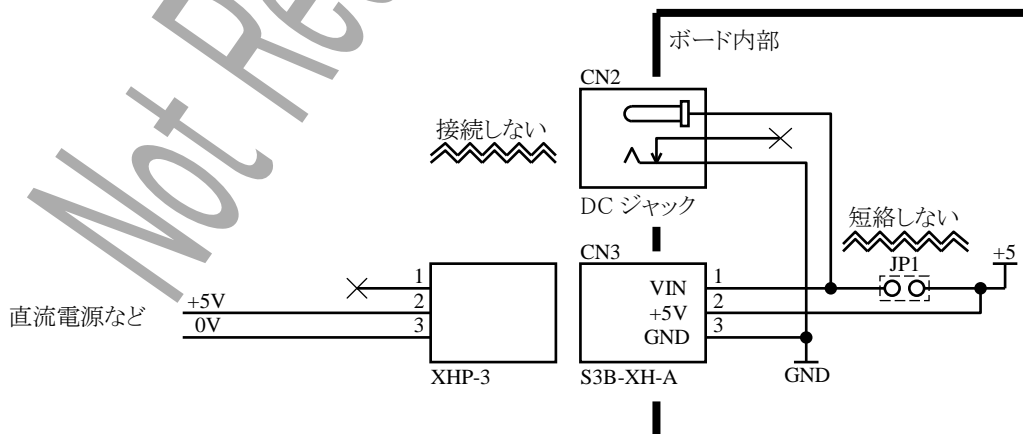 Not Re
ボード内部
CN2
接続しない
DC ジャック
短絡しない
CN3
JP1
+5
VIN
1
+5V
2
GND
3
GND
S3B-XH-A
直流電源など
+5V
0V
1
2
3
XHP-3